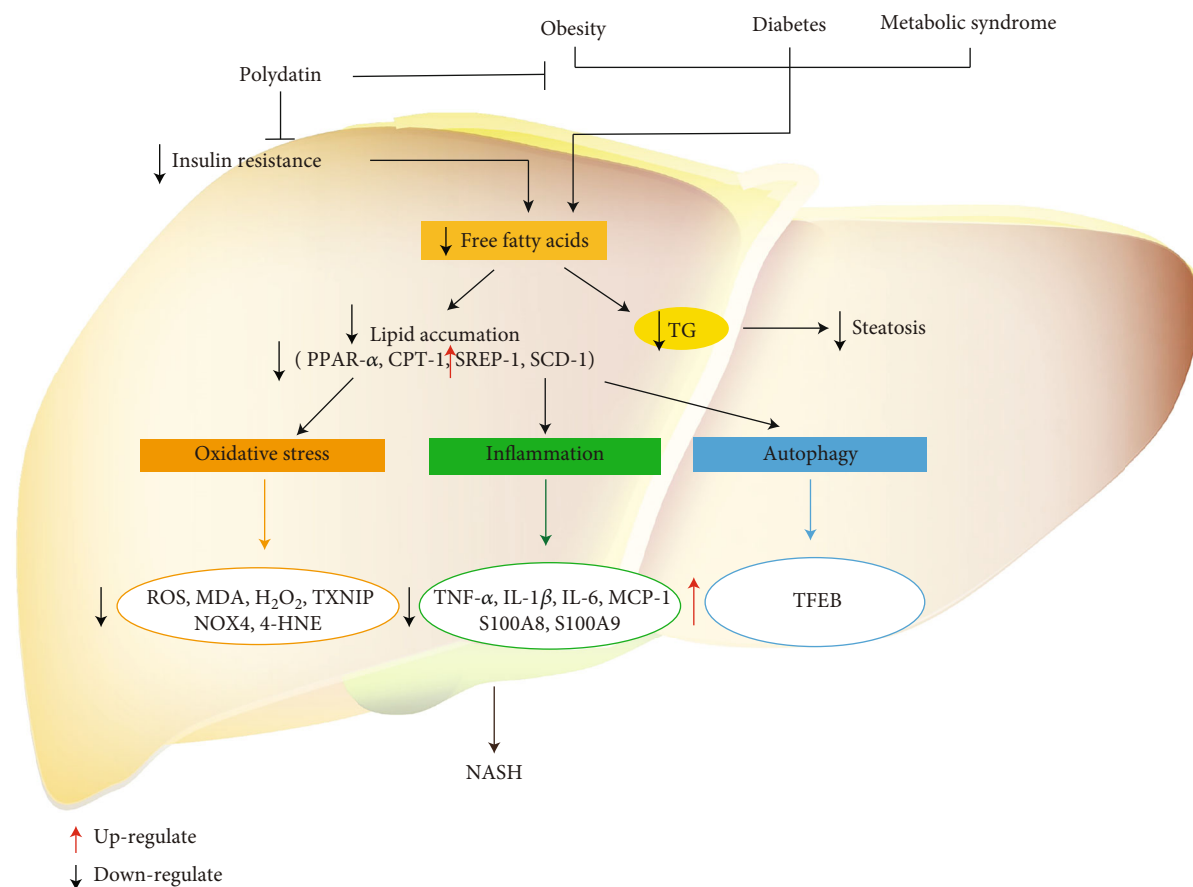 Obesity
Diabetes
Metabolic syndrome
Polydatin
Insulin resistance
Free fatty acids
Lipid accumation
( PPAR-α, CPT-1, SREP-1, SCD-1)
TG
Steatosis
Oxidative stress
Inflammation
Autophagy
ROS, MDA, H₂O₂, TXNIP
NOX4, 4-HNE
TNF-α, IL-1β, IL-6, MCP-1
S100A8, S100A9
TFEB
NASH
Up-regulate
Down-regulate